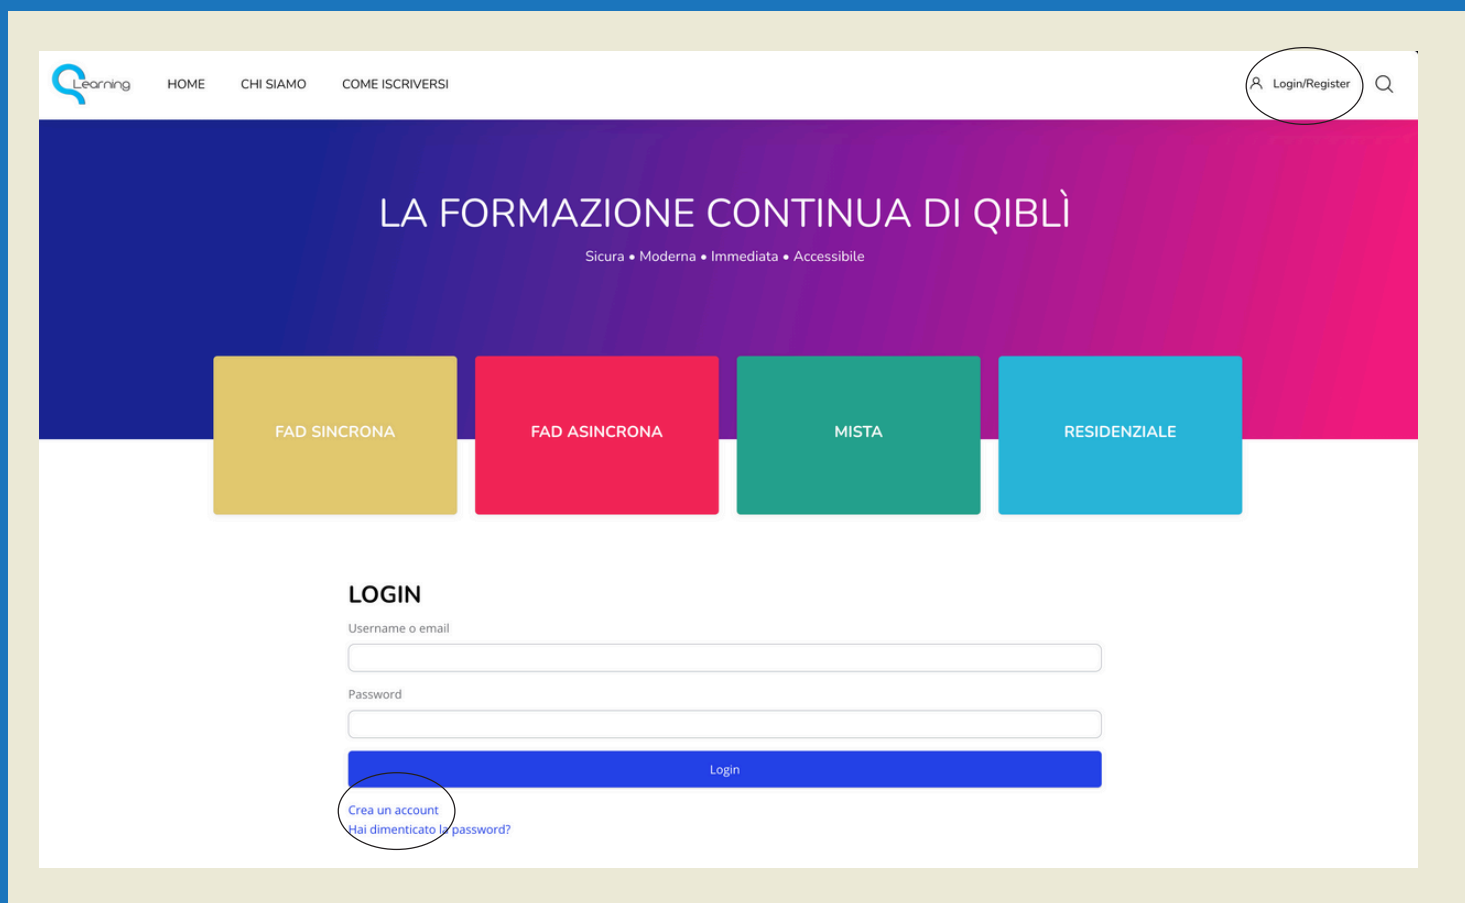 Learning HOME CHI SIAMO COME ISCRIVERSI Login/Register
LA FORMAZIONE CONTINUA DI QIBLÌ
Sicura • Moderna • Immediata • Accessibile
FAD SINCRONA FAD ASINCRONA MISTA RESIDENZIALE
LOGIN
Username o email
Password
Login
Crea un account
Hai dimenticato la password?